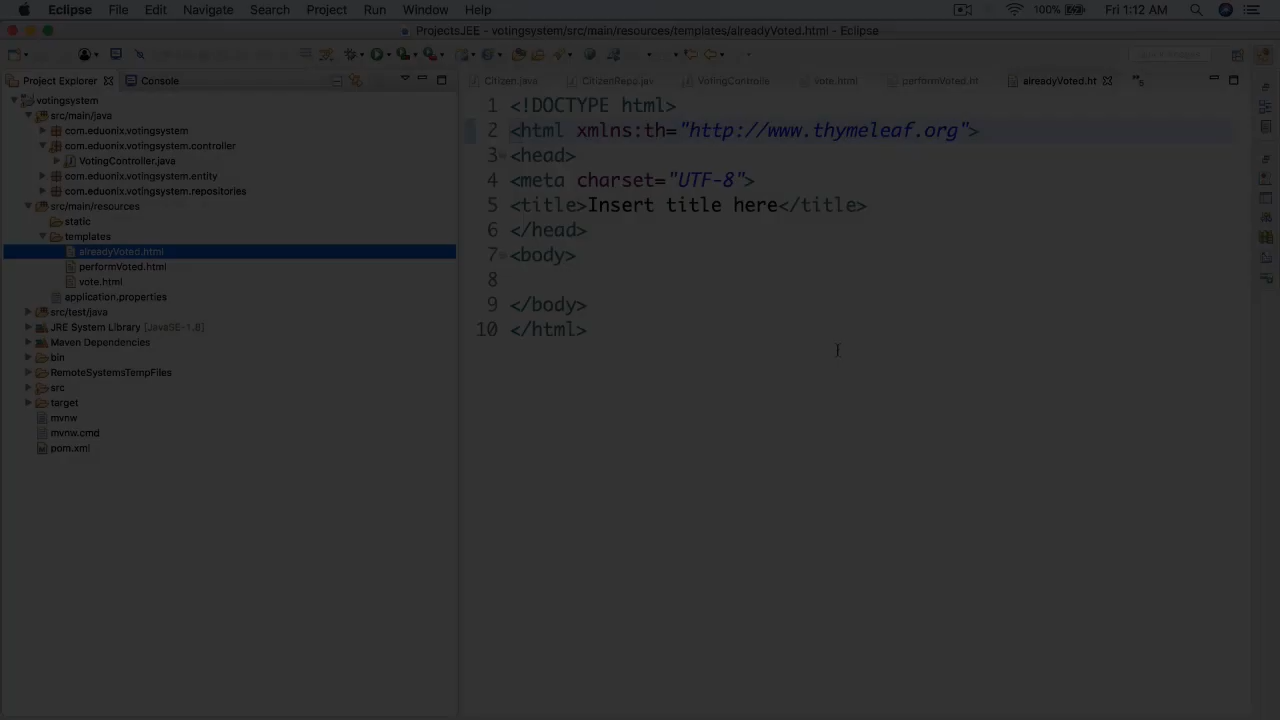 Eclipse File Edit Navigate Search Project Run Window Help 100% Fri 1:12 AM
ProjectsJEE - votingsystem/src/main/resources/templates/alreadyVoted.html - Eclipse
Project Explorer Console Citizen.java CitizenRepo.jav VotingControlle vote.html performVoted.ht alreadyVoted.ht
votingsystem
src/main/java
com.eduonix.votingsystem
com.eduonix.votingsystem.controller
VotingController.java
com.eduonix.votingsystem.entity
com.eduonix.votingsystem.repositories
src/main/resources
static
templates
alreadyVoted.html
performVoted.html
vote.html
application.properties
src/test/java
JRE System Library [JavaSE-1.8]
Maven Dependencies
bin
RemoteSystemsTempFiles
src
target
mvnw
mvnw.cmd
pom.xml
1 <!DOCTYPE html>
2 <html xmlns:th="http://www.thymeleaf.org">
3 <head>
4 <meta charset="UTF-8">
5 <title>Insert title here</title>
6 </head>
7 <body>
8
9 </body>
10 </html>